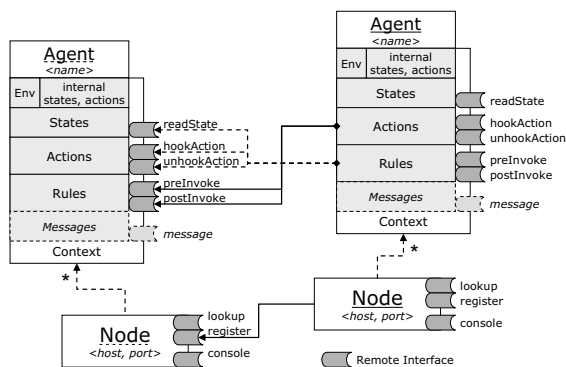 Agent
<name>
Env
internal
states, actions
States
readState
Actions
hookAction
unhookAction
Rules
preInvoke
postInvoke
Messages
message
Context
*
Node
<host, port>
lookup
register
console
Agent
<name>
Env
internal
states, actions
States
readState
Actions
hookAction
unhookAction
Rules
preInvoke
postInvoke
Messages
message
Context
*
Node
<host, port>
lookup
register
console
Remote Interface